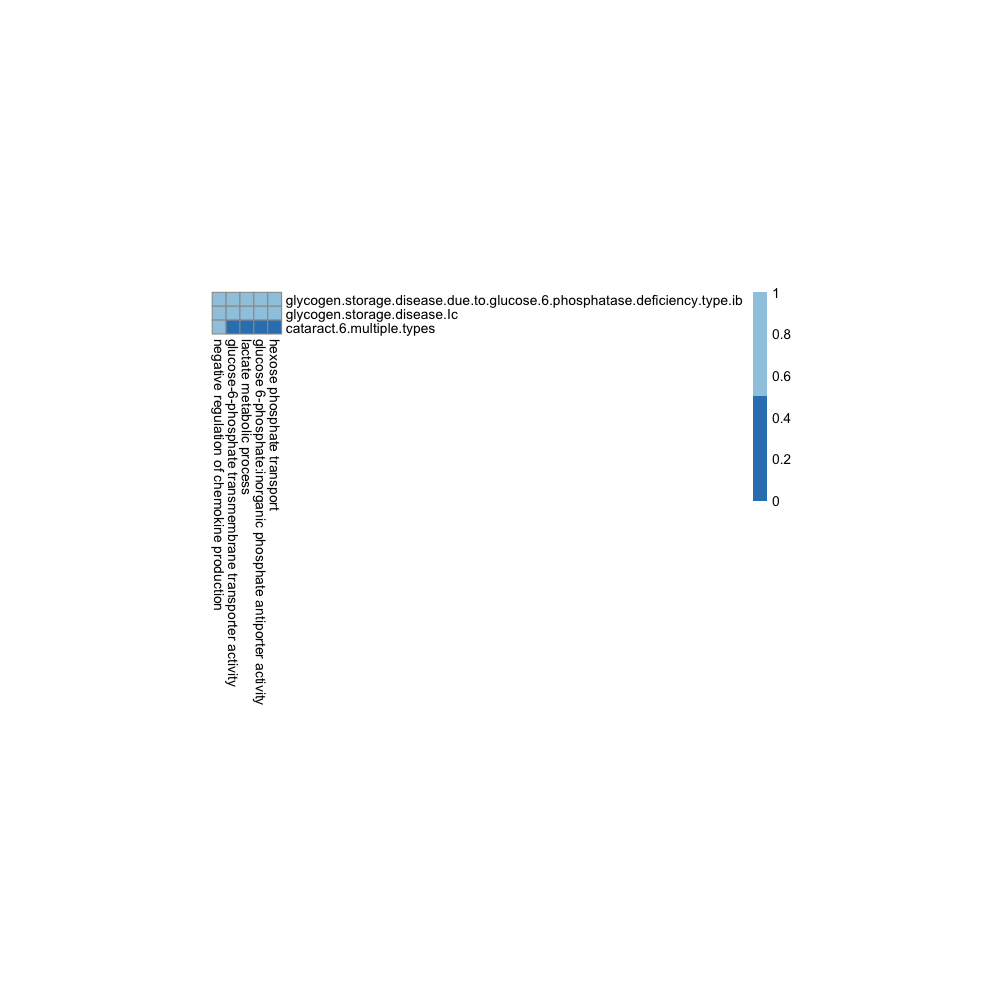 glycogen.storage.disease.due.to.glucose.6.phosphatase.deficiency.type.ib
glycogen.storage.disease.Ic
cataract.6.multiple.types
negative regulation of chemokine production
glucose-6-phosphate transmembrane transporter activity
lactate metabolic process
glucose 6-phosphate:inorganic phosphate antiporter activity
hexose phosphate transport
1
0.8
0.6
0.4
0.2
0